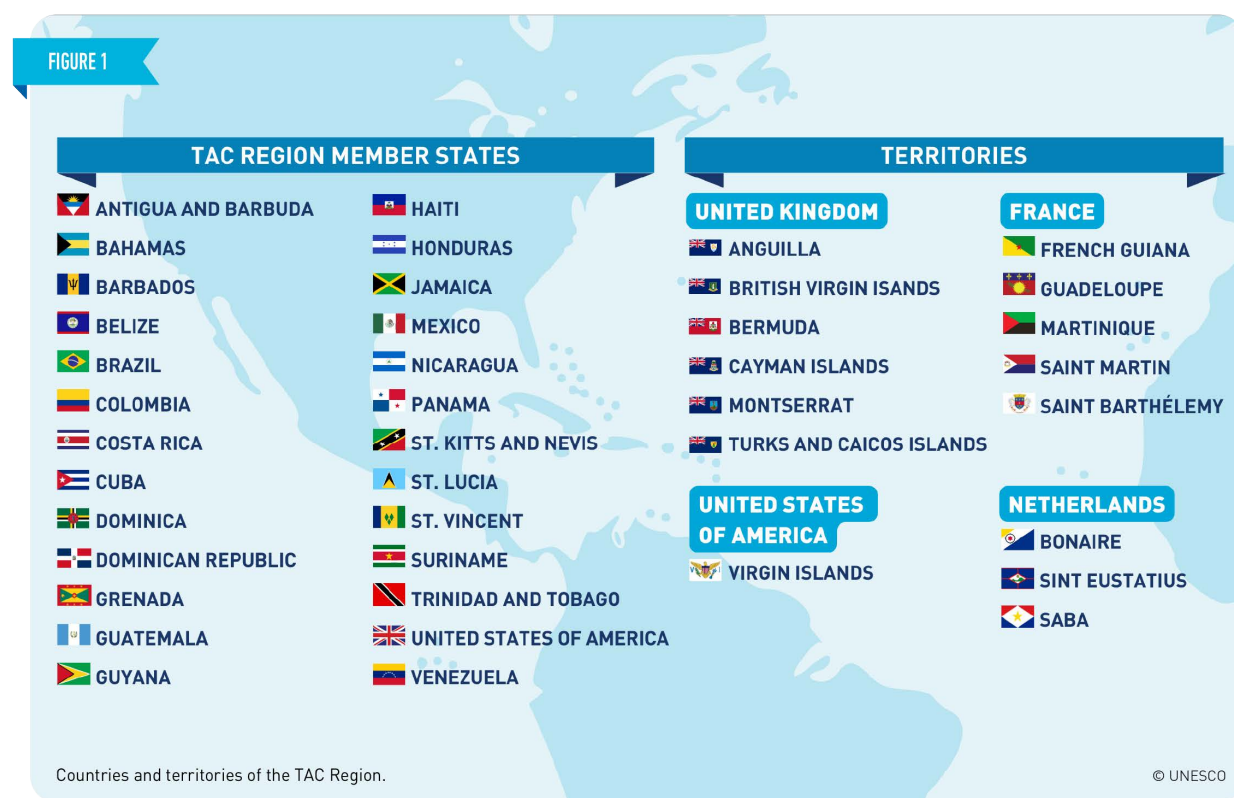 FIGURE 1
TAC REGION MEMBER STATES
ANTIGUA AND BARBUDA
BAHAMAS
BARBADOS
BELIZE
BRAZIL
COLOMBIA
COSTA RICA
CUBA
DOMINICA
DOMINICAN REPUBLIC
GRENADA
GUATEMALA
GUYANA
HAITI
HONDURAS
JAMAICA
MEXICO
NICARAGUA
PANAMA
ST. KITTS AND NEVIS
ST. LUCIA
ST. VINCENT
SURINAME
TRINIDAD AND TOBAGO
UNITED STATES OF AMERICA
VENEZUELA
TERRITORIES
UNITED KINGDOM
ANGUILLA
BRITISH VIRGIN ISANDS
BERMUDA
CAYMAN ISLANDS
MONTSERRAT
TURKS AND CAICOS ISLANDS
UNITED STATES
OF AMERICA
VIRGIN ISLANDS
FRANCE
FRENCH GUIANA
GUADELOUPE
MARTINIQUE
SAINT MARTIN
SAINT BARTHÉLEMY
NETHERLANDS
BONAIRE
SINT EUSTATIUS
SABA
Countries and territories of the TAC Region.
© UNESCO